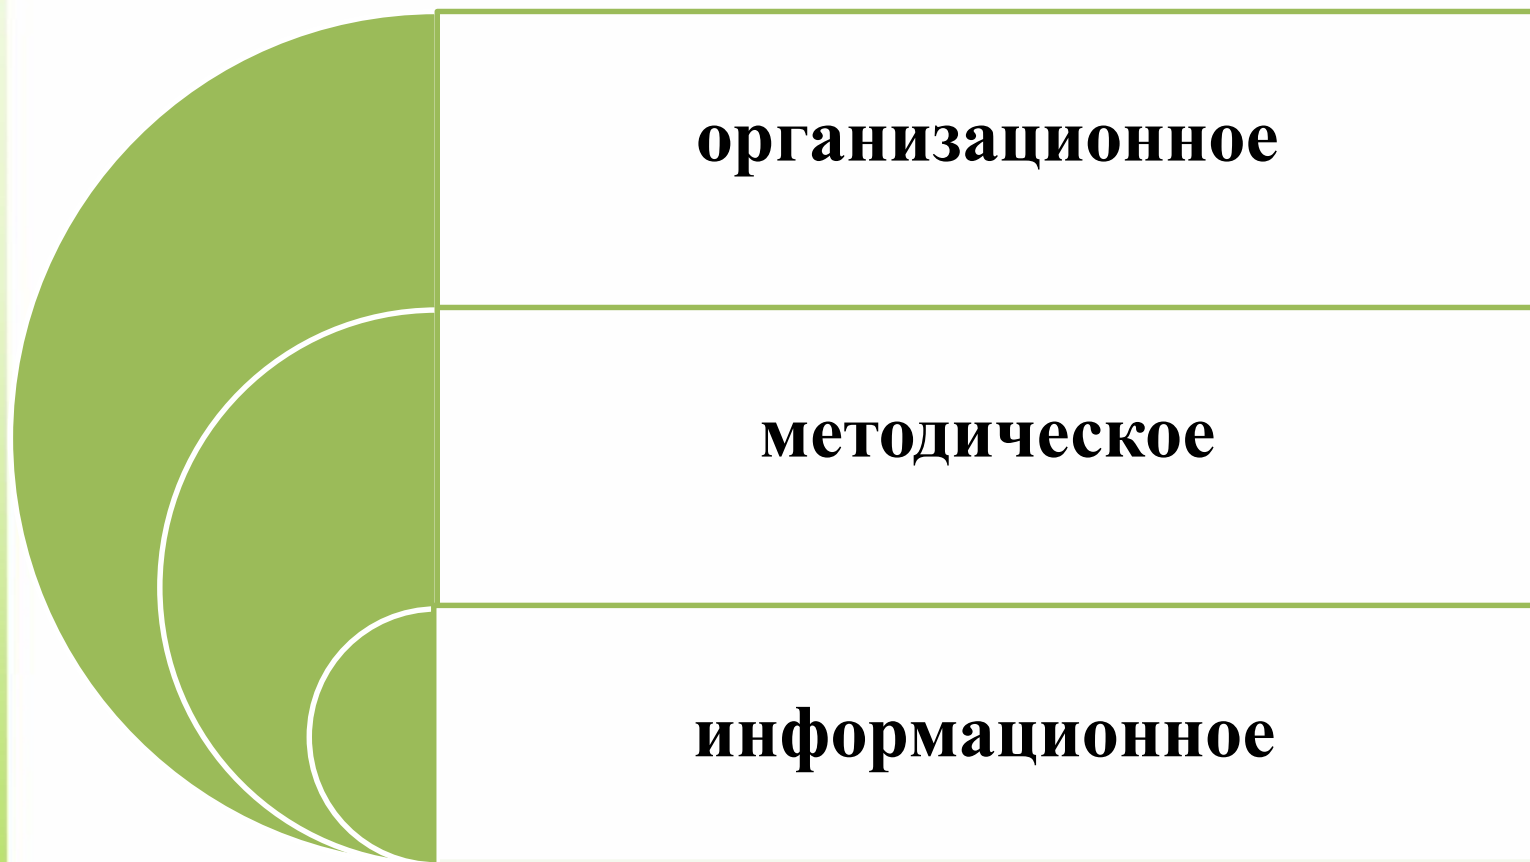 организационное
методическое
информационное